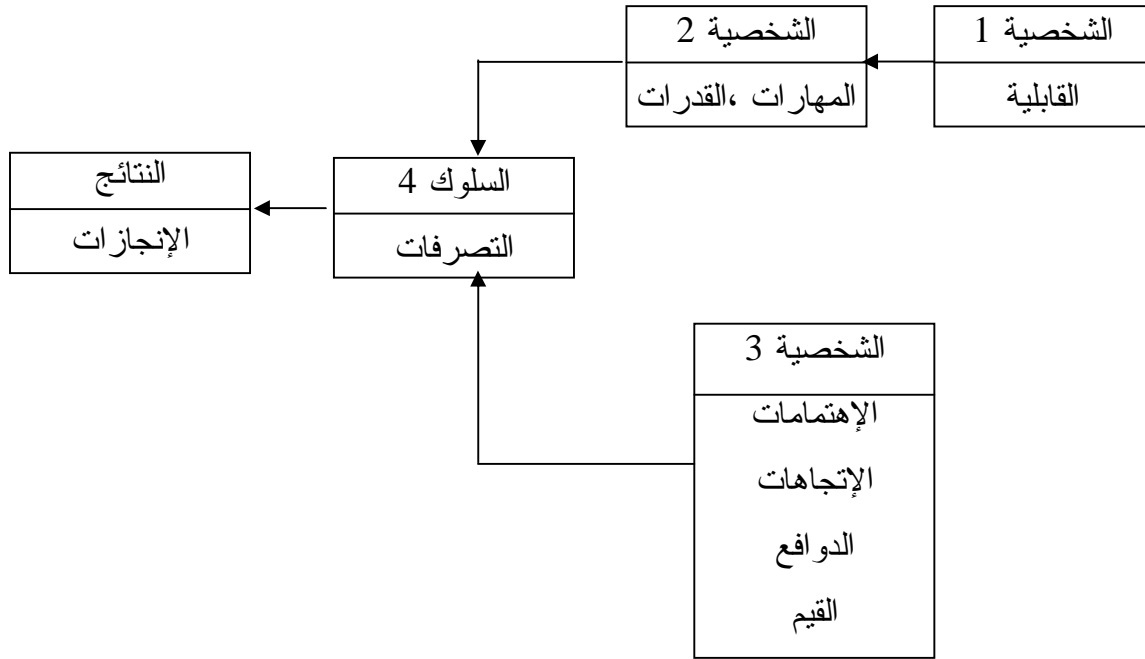 الشخصية 1
القابلية
الشخصية 2
المهارات ،القدرات
السلوك 4
التصرفات
النتائج
الإنجازات
الشخصية 3
الإهتمامات
الإتجاهات
الدوافع
القيم